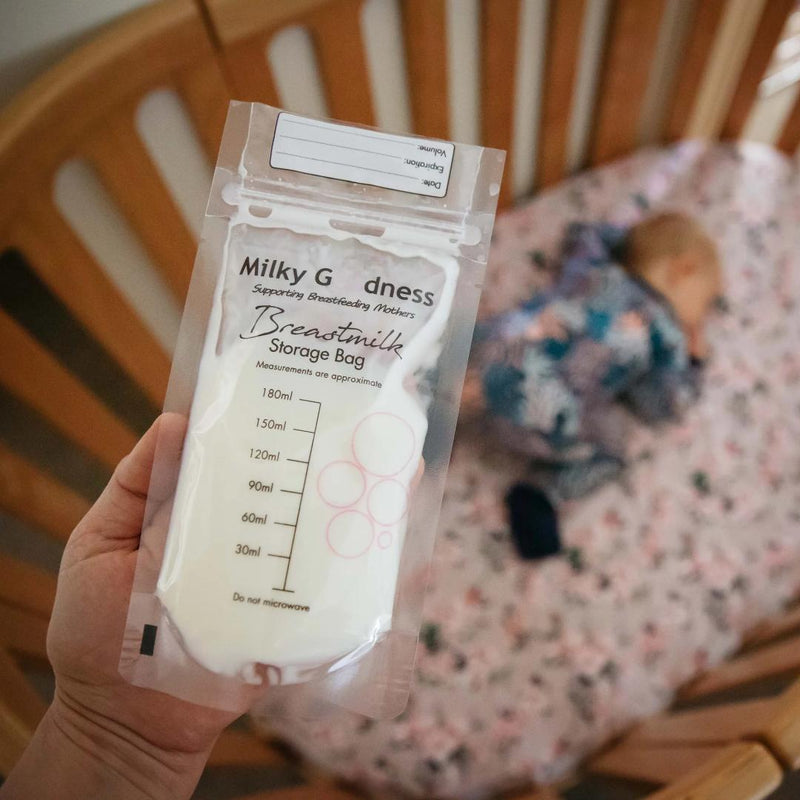 Date:
Expiration:
Volume:
Milky G dness
Supporting Breastfeeding Mothers
Breastmilk
Storage Bag
Measurements are approximate
180ml
150ml
120ml
90ml
60ml
30ml
Do not microwave